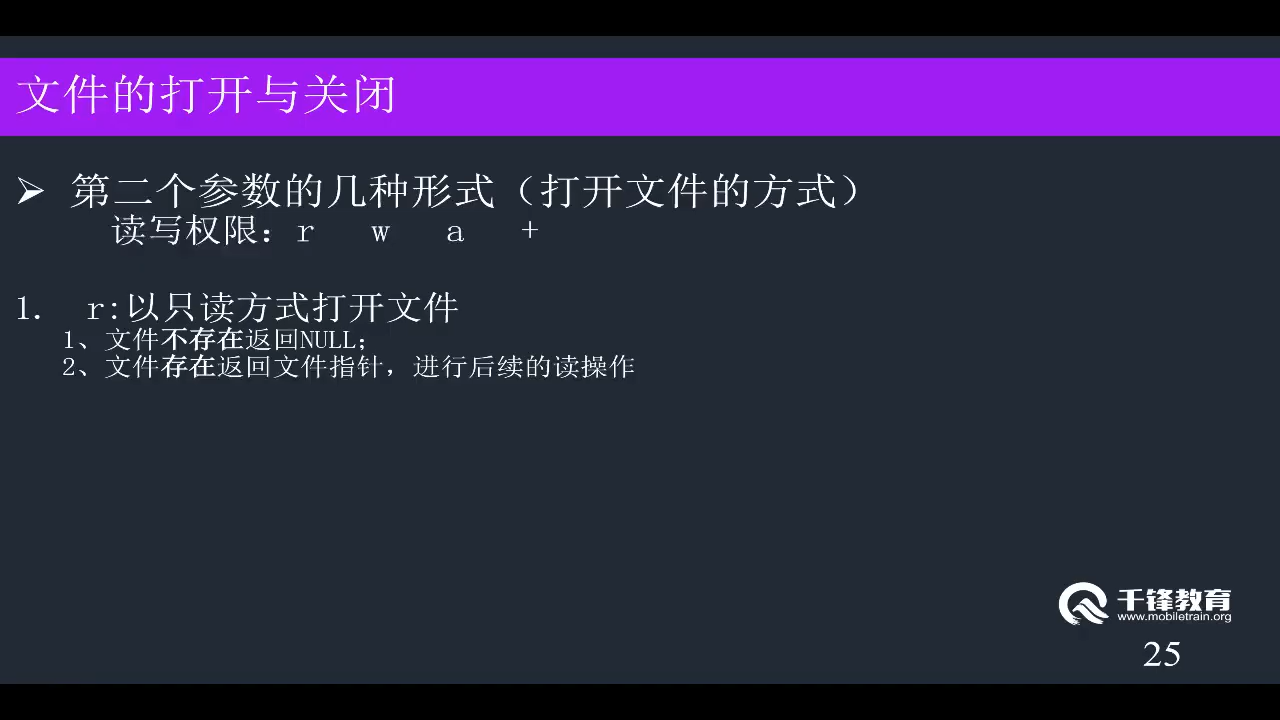 文件的打开与关闭
➢ 第二个参数的几种形式（打开文件的方式）
读写权限：r w a +
1. r:以只读方式打开文件
1、文件不存在返回NULL；
2、文件存在返回文件指针，进行后续的读操作
千锋教育
www.mobiletrain.org
25